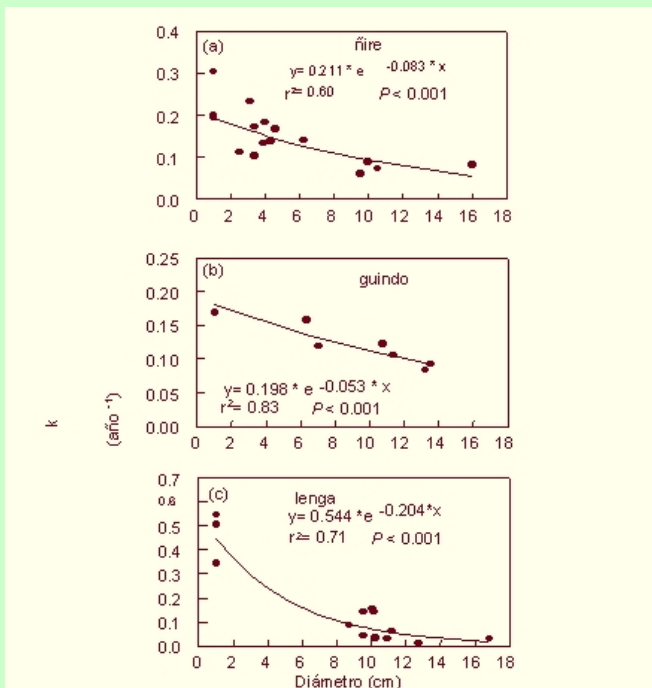 0.4
(a)
ñire
0.3
y= 0.211 * e -0.083 * x
r²= 0.60 P < 0.001
0.2
0.1
0.0
0 2 4 6 8 10 12 14 16 18
0.25
(b)
guindo
0.20
0.15
0.10
0.05
y= 0.198 * e -0.053 * x
r²= 0.83 P < 0.001
0.00
0 2 4 6 8 10 12 14 16 18
k
(año -1)
0.7
(c)
lenga
0.6
y= 0.544 *e -0.204*x
0.5
r²= 0.71 P < 0.001
0.4
0.3
0.2
0.1
0.0
0 2 4 6 8 10 12 14 16 18
Diámetro (cm)